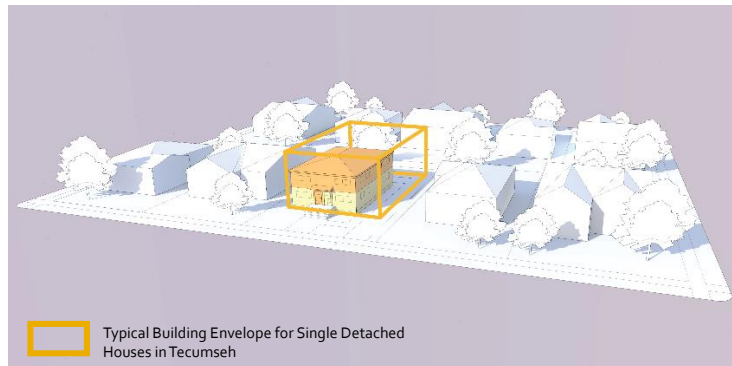 Typical Building Envelope for Single Detached
Houses in Tecumseh